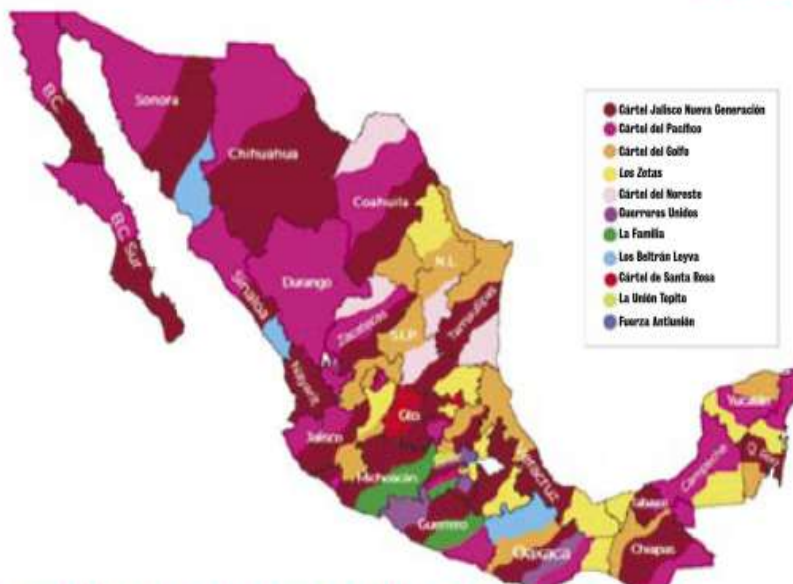 B.C.
Sonora
Chihuahua
Coahuila
B.C. Sur
Sinaloa
Durango
N.L.
Tamaulipas
Zacatecas
S.L.P.
Nayarit
Jalisco
Gto
Michoacán
Guerrero
Veracruz
Oaxaca
Tabasco
Chiapas
Campeche
Yucatán
Q. Roo
Cártel Jalisco Nueva Generación
Cártel del Pacífico
Cártel del Golfo
Los Zetas
Cártel del Noreste
Guerreros Unidos
La Familia
Los Beltrán Leyva
Cártel de Santa Rosa
La Unión Tepito
Fuerza Antiunión